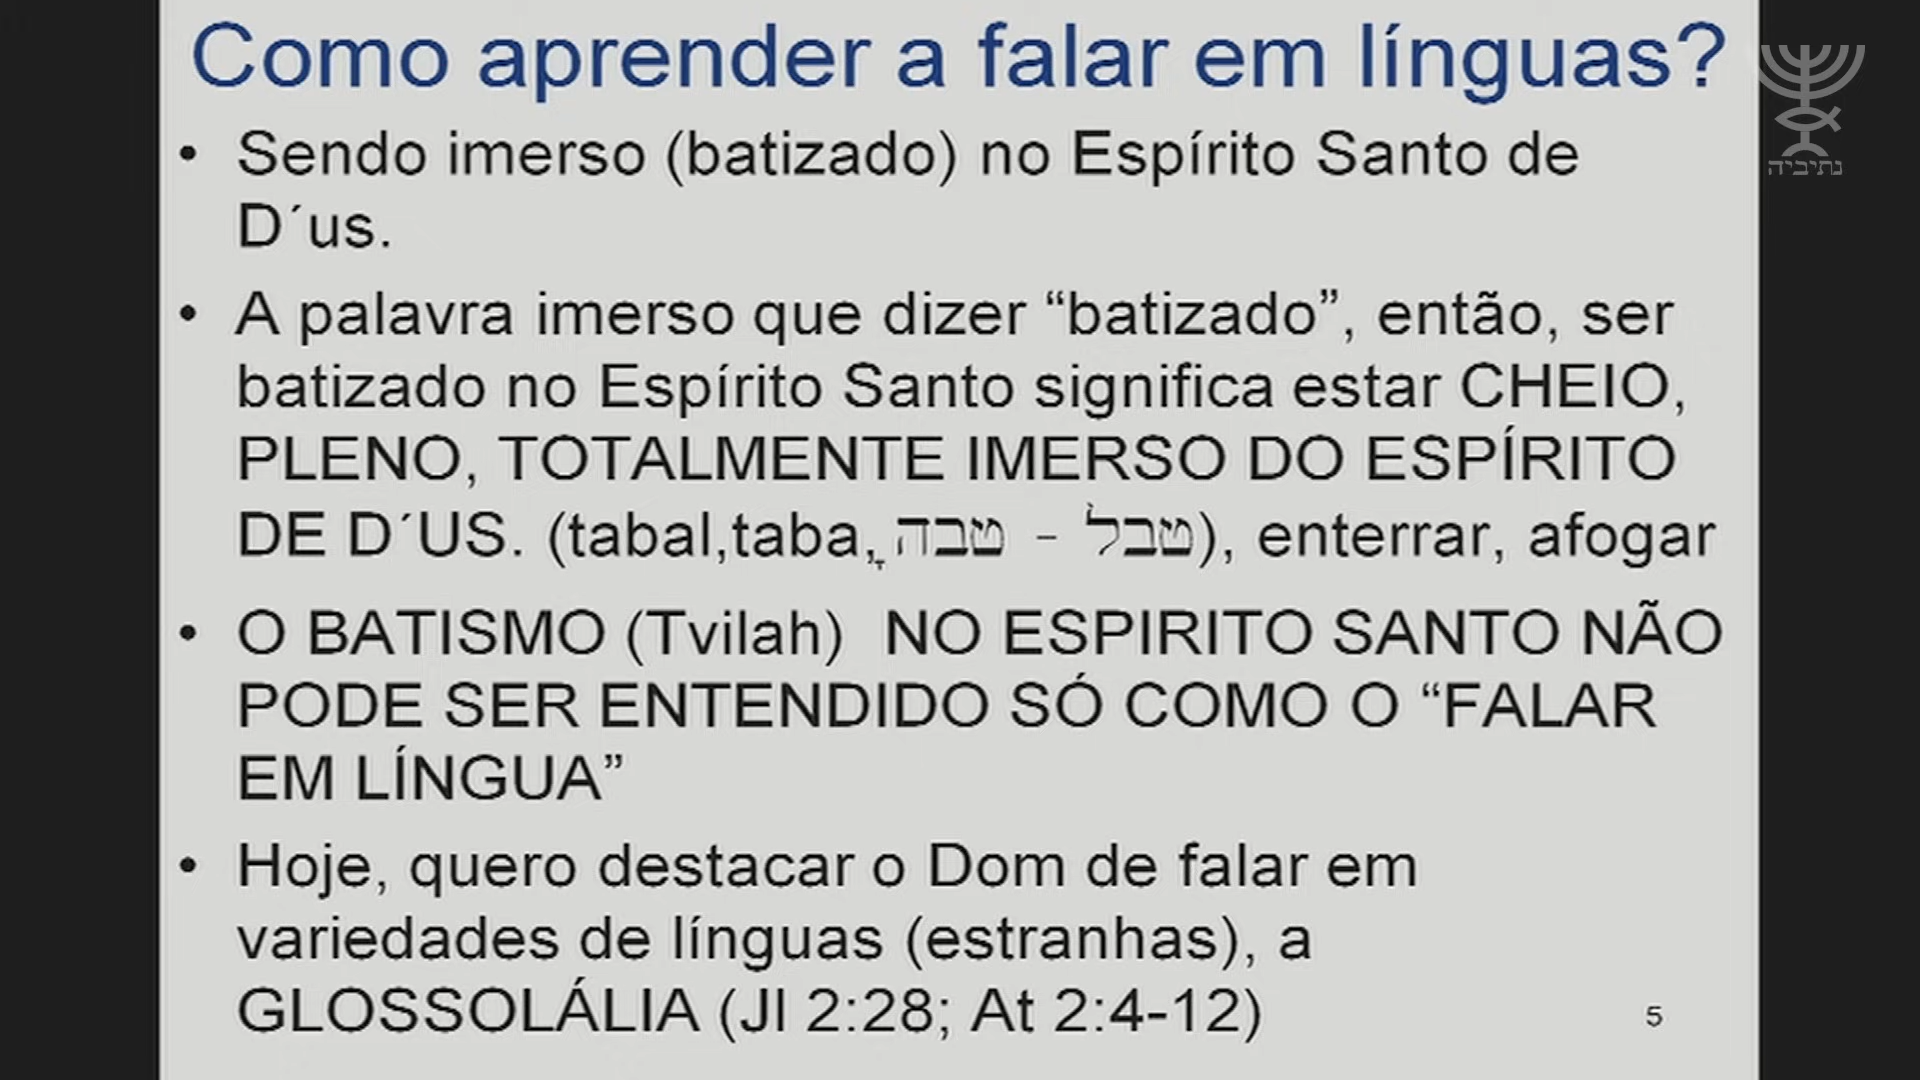 Como aprender a falar em línguas?
• Sendo imerso (batizado) no Espírito Santo de
D´us.
• A palavra imerso que dizer “batizado”, então, ser
batizado no Espírito Santo significa estar CHEIO,
PLENO, TOTALMENTE IMERSO DO ESPÍRITO
DE D´US. (tabal,taba,ָ טבל - טבה), enterrar, afogar
• O BATISMO (Tvilah) NO ESPIRITO SANTO NÃO
PODE SER ENTENDIDO SÓ COMO O “FALAR
EM LÍNGUA”
• Hoje, quero destacar o Dom de falar em
variedades de línguas (estranhas), a
GLOSSOLÁLIA (Jl 2:28; At 2:4-12)
5
נתיביה